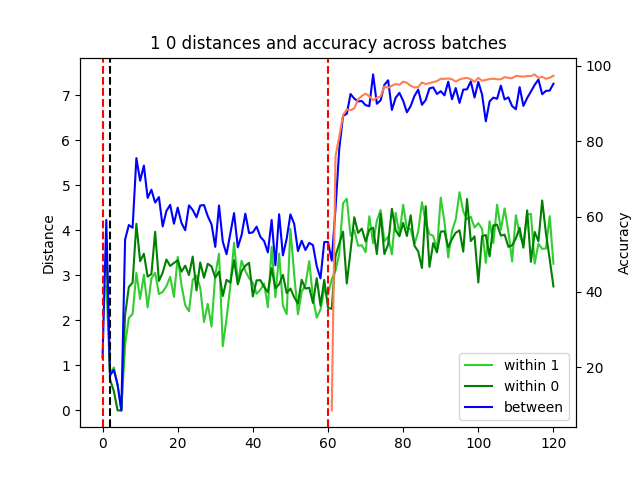 1 0 distances and accuracy across batches
Distance
7
6
5
4
3
2
1
0
100
80
60
40
20
Accuracy
within 1
within 0
between
0 20 40 60 80 100 120